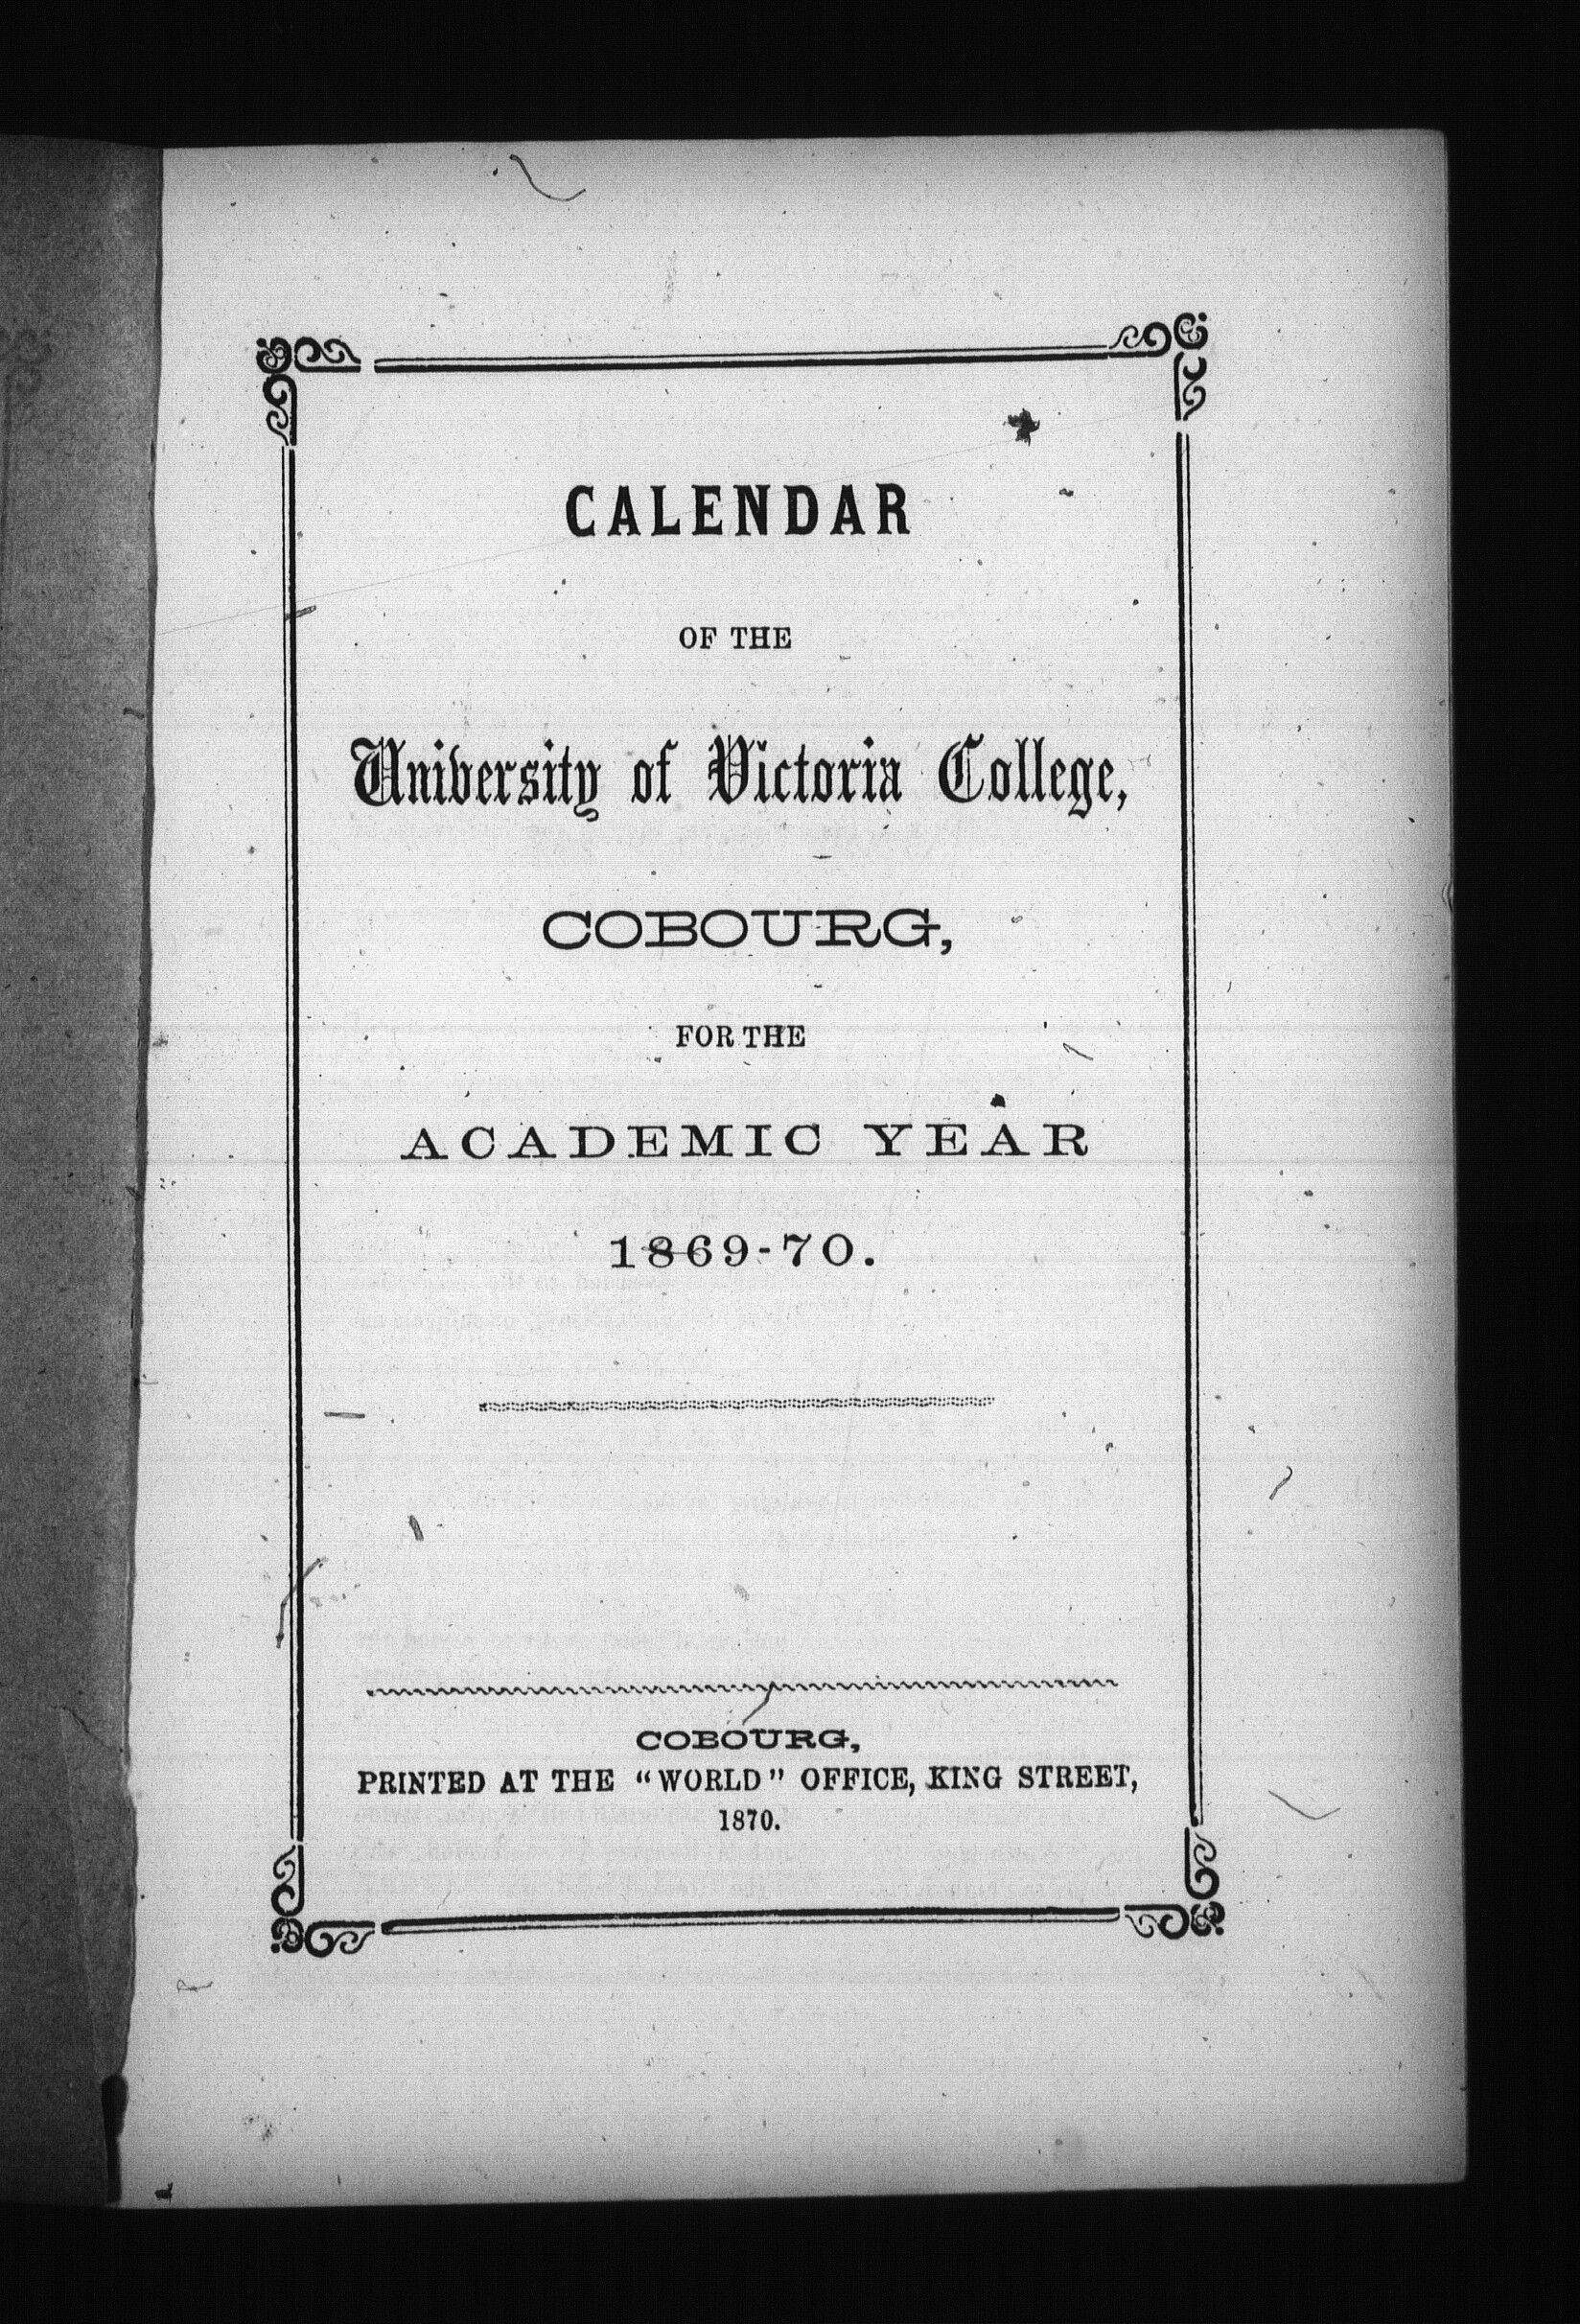 CALENDAR
OF THE
University of Victoria College,
COBOURG,
FOR THE
ACADEMIC YEAR
1869-70.
COBOURG,
PRINTED AT THE "WORLD" OFFICE, KING STREET,
1870.